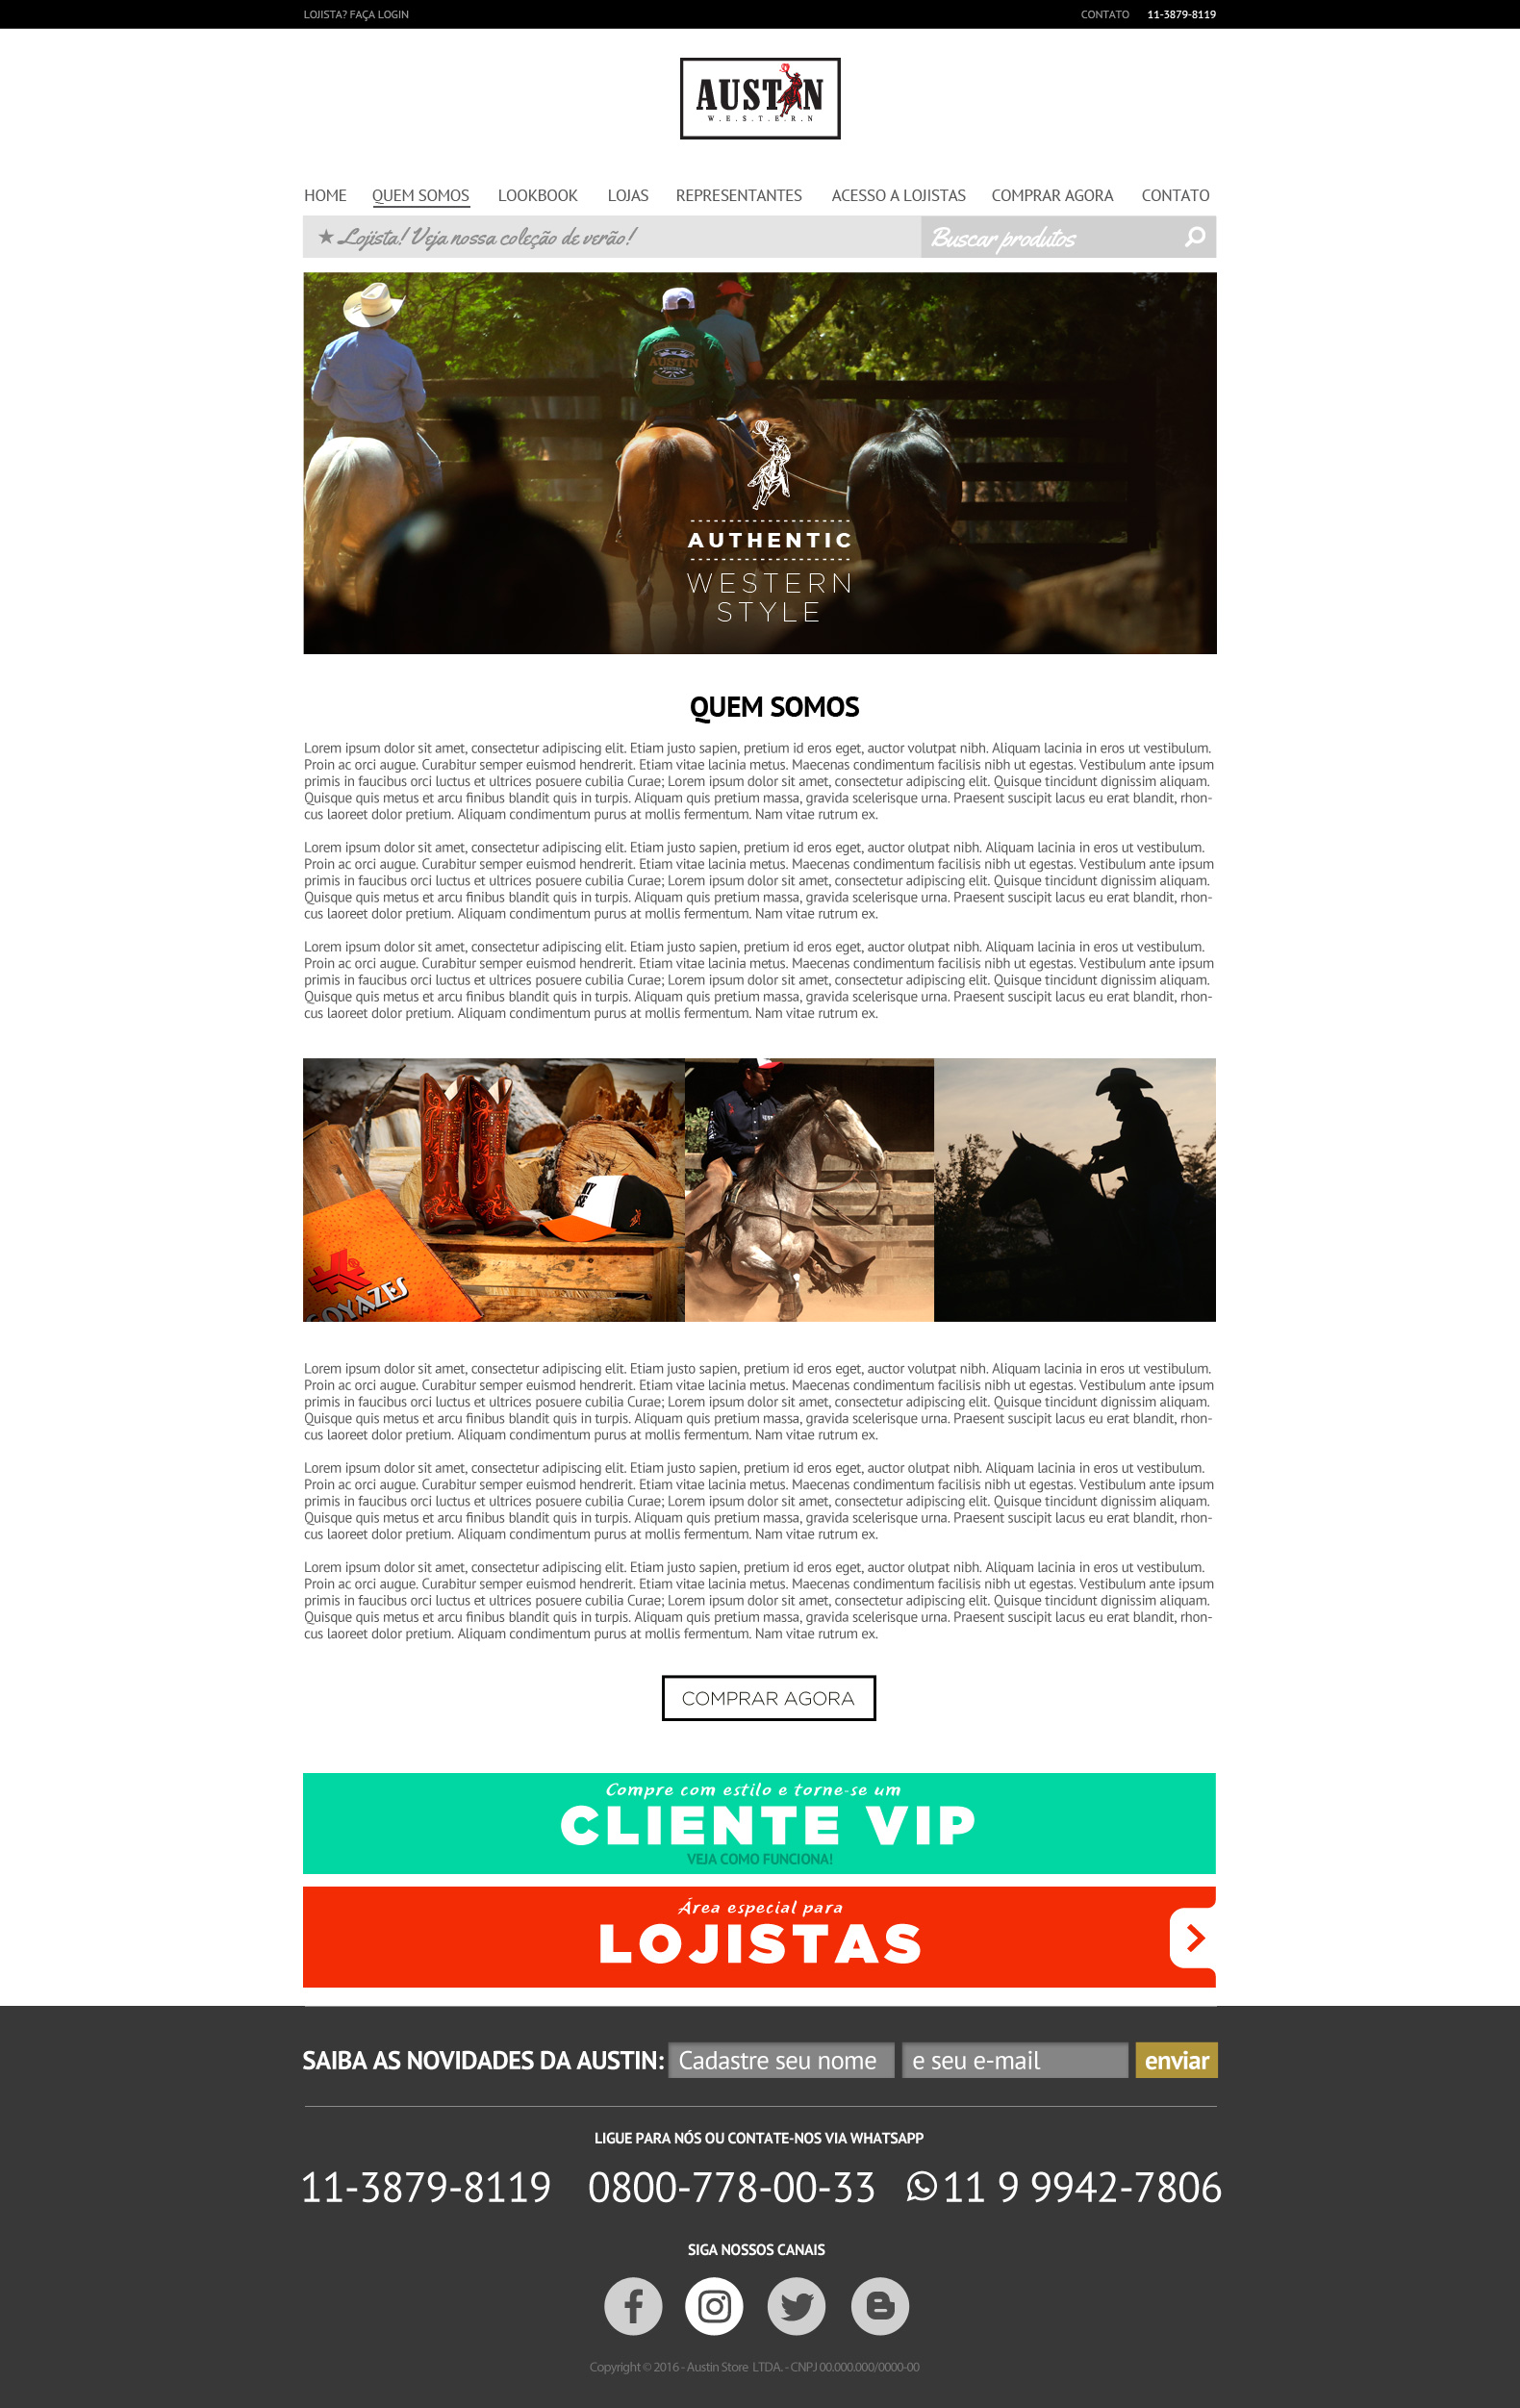 LOJISTA? FAÇA LOGIN
CONTATO 11-3879-8119
AUSTIN
W.E.S.T.E.R.N
HOME QUEM SOMOS LOOKBOOK LOJAS REPRESENTANTES ACESSO A LOJISTAS COMPRAR AGORA CONTATO
★Lojista! Veja nossa coleção de verão!
Buscar produtos
AUSTIN
AUTHENTIC
WESTERN
STYLE
QUEM SOMOS
Lorem ipsum dolor sit amet, consectetur adipiscing elit. Etiam justo sapien, pretium id eros eget, auctor volutpat nibh. Aliquam lacinia in eros ut vestibulum.
Proin ac orci augue. Curabitur semper euismod hendrerit. Etiam vitae lacinia metus. Maecenas condimentum facilisis nibh ut egestas. Vestibulum ante ipsum
primis in faucibus orci luctus et ultrices posuere cubilia Curae; Lorem ipsum dolor sit amet, consectetur adipiscing elit. Quisque tincidunt dignissim aliquam.
Quisque quis metus et arcu finibus blandit quis in turpis. Aliquam quis pretium massa, gravida scelerisque urna. Praesent suscipit lacus eu erat blandit, rhon-
cus laoreet dolor pretium. Aliquam condimentum purus at mollis fermentum. Nam vitae rutrum ex.
Lorem ipsum dolor sit amet, consectetur adipiscing elit. Etiam justo sapien, pretium id eros eget, auctor olutpat nibh. Aliquam lacinia in eros ut vestibulum.
Proin ac orci augue. Curabitur semper euismod hendrerit. Etiam vitae lacinia metus. Maecenas condimentum facilisis nibh ut egestas. Vestibulum ante ipsum
primis in faucibus orci luctus et ultrices posuere cubilia Curae; Lorem ipsum dolor sit amet, consectetur adipiscing elit. Quisque tincidunt dignissim aliquam.
Quisque quis metus et arcu finibus blandit quis in turpis. Aliquam quis pretium massa, gravida scelerisque urna. Praesent suscipit lacus eu erat blandit, rhon-
cus laoreet dolor pretium. Aliquam condimentum purus at mollis fermentum. Nam vitae rutrum ex.
Lorem ipsum dolor sit amet, consectetur adipiscing elit. Etiam justo sapien, pretium id eros eget, auctor olutpat nibh. Aliquam lacinia in eros ut vestibulum.
Proin ac orci augue. Curabitur semper euismod hendrerit. Etiam vitae lacinia metus. Maecenas condimentum facilisis nibh ut egestas. Vestibulum ante ipsum
primis in faucibus orci luctus et ultrices posuere cubilia Curae; Lorem ipsum dolor sit amet, consectetur adipiscing elit. Quisque tincidunt dignissim aliquam.
Quisque quis metus et arcu finibus blandit quis in turpis. Aliquam quis pretium massa, gravida scelerisque urna. Praesent suscipit lacus eu erat blandit, rhon-
cus laoreet dolor pretium. Aliquam condimentum purus at mollis fermentum. Nam vitae rutrum ex.
GOYAZES
Lorem ipsum dolor sit amet, consectetur adipiscing elit. Etiam justo sapien, pretium id eros eget, auctor volutpat nibh. Aliquam lacinia in eros ut vestibulum.
Proin ac orci augue. Curabitur semper euismod hendrerit. Etiam vitae lacinia metus. Maecenas condimentum facilisis nibh ut egestas. Vestibulum ante ipsum
primis in faucibus orci luctus et ultrices posuere cubilia Curae; Lorem ipsum dolor sit amet, consectetur adipiscing elit. Quisque tincidunt dignissim aliquam.
Quisque quis metus et arcu finibus blandit quis in turpis. Aliquam quis pretium massa, gravida scelerisque urna. Praesent suscipit lacus eu erat blandit, rhon-
cus laoreet dolor pretium. Aliquam condimentum purus at mollis fermentum. Nam vitae rutrum ex.
Lorem ipsum dolor sit amet, consectetur adipiscing elit. Etiam justo sapien, pretium id eros eget, auctor olutpat nibh. Aliquam lacinia in eros ut vestibulum.
Proin ac orci augue. Curabitur semper euismod hendrerit. Etiam vitae lacinia metus. Maecenas condimentum facilisis nibh ut egestas. Vestibulum ante ipsum
primis in faucibus orci luctus et ultrices posuere cubilia Curae; Lorem ipsum dolor sit amet, consectetur adipiscing elit. Quisque tincidunt dignissim aliquam.
Quisque quis metus et arcu finibus blandit quis in turpis. Aliquam quis pretium massa, gravida scelerisque urna. Praesent suscipit lacus eu erat blandit, rhon-
cus laoreet dolor pretium. Aliquam condimentum purus at mollis fermentum. Nam vitae rutrum ex.
Lorem ipsum dolor sit amet, consectetur adipiscing elit. Etiam justo sapien, pretium id eros eget, auctor olutpat nibh. Aliquam lacinia in eros ut vestibulum.
Proin ac orci augue. Curabitur semper euismod hendrerit. Etiam vitae lacinia metus. Maecenas condimentum facilisis nibh ut egestas. Vestibulum ante ipsum
primis in faucibus orci luctus et ultrices posuere cubilia Curae; Lorem ipsum dolor sit amet, consectetur adipiscing elit. Quisque tincidunt dignissim aliquam.
Quisque quis metus et arcu finibus blandit quis in turpis. Aliquam quis pretium massa, gravida scelerisque urna. Praesent suscipit lacus eu erat blandit, rhon-
cus laoreet dolor pretium. Aliquam condimentum purus at mollis fermentum. Nam vitae rutrum ex.
COMPRAR AGORA
Compre com estilo e torne-se um
CLIENTE VIP
VEJA COMO FUNCIONA!
Área especial para
LOJISTAS
SAIBA AS NOVIDADES DA AUSTIN: Cadastre seu nome e seu e-mail enviar
LIGUE PARA NÓS OU CONTATE-NOS VIA WHATSAPP
11-3879-8119 0800-778-00-33 11 9 9942-7806
SIGA NOSSOS CANAIS
Copyright © 2016 - Austin Store LTDA. - CNPJ 00.000.000/0000-00